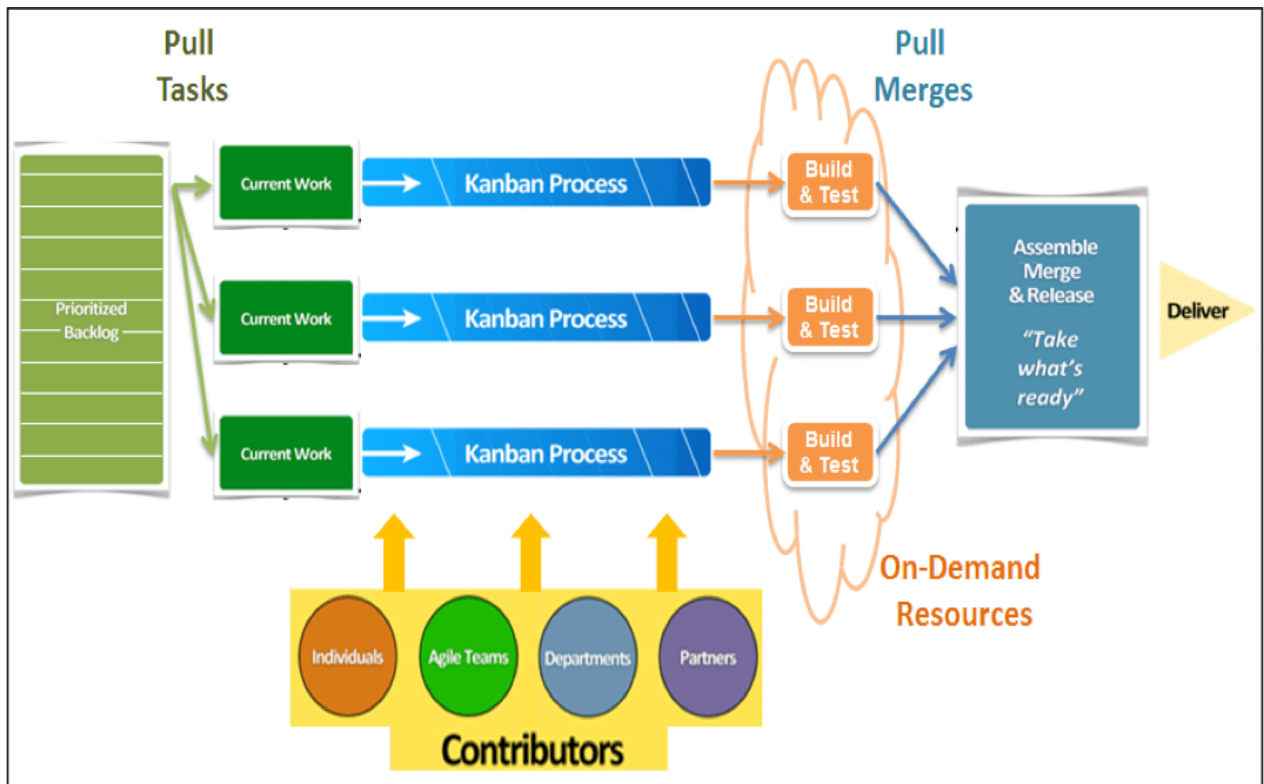 Pull
Tasks
Pull
Merges
Current Work
Kanban Process
Build
& Test
Prioritized
Backlog
Current Work
Kanban Process
Build
& Test
Assemble
Merge
& Release
“Take
what’s
ready”
Deliver
Current Work
Kanban Process
Build
& Test
On-Demand
Resources
Individuals
Agile Teams
Departments
Partners
Contributors